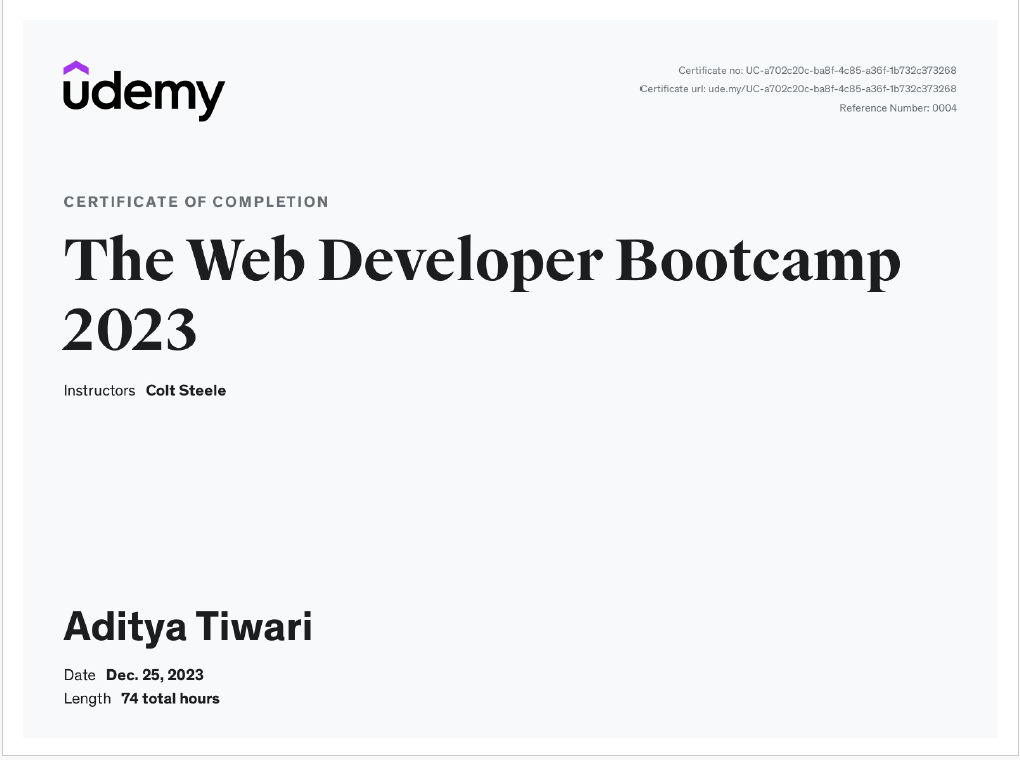 udemy
Certificate no: UC-a702c20c-ba8f-4c85-a36f-1b732c373268
Certificate url: ude.my/UC-a702c20c-ba8f-4c85-a36f-1b732c373268
Reference Number: 0004
CERTIFICATE OF COMPLETION
The Web Developer Bootcamp
2023
Instructors Colt Steele
Aditya Tiwari
Date Dec. 25, 2023
Length 74 total hours